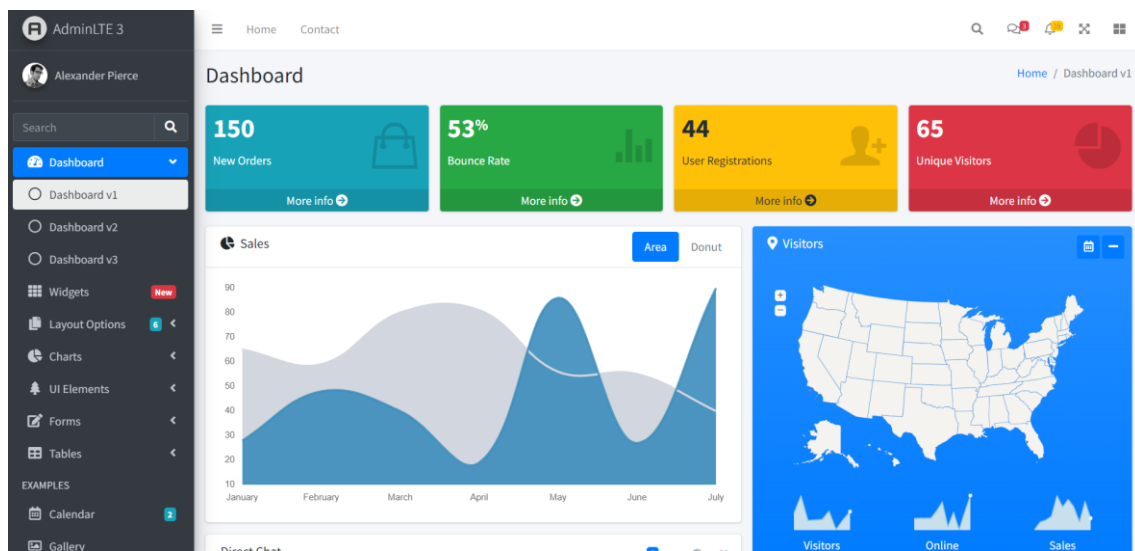 AdminLTE 3
Alexander Pierce
Search
Dashboard
Dashboard v1
Dashboard v2
Dashboard v3
Widgets New
Layout Options 6
Charts
UI Elements
Forms
Tables
EXAMPLES
Calendar 2
Gallery
Home Contact
Dashboard
Home / Dashboard v1
150
New Orders
More info
53%
Bounce Rate
More info
44
User Registrations
More info
65
Unique Visitors
More info
Sales
Area Donut
90
80
70
60
50
40
30
20
10
January February March April May June July
Visitors
+
−
Visitors Online Sales
Direct Chat